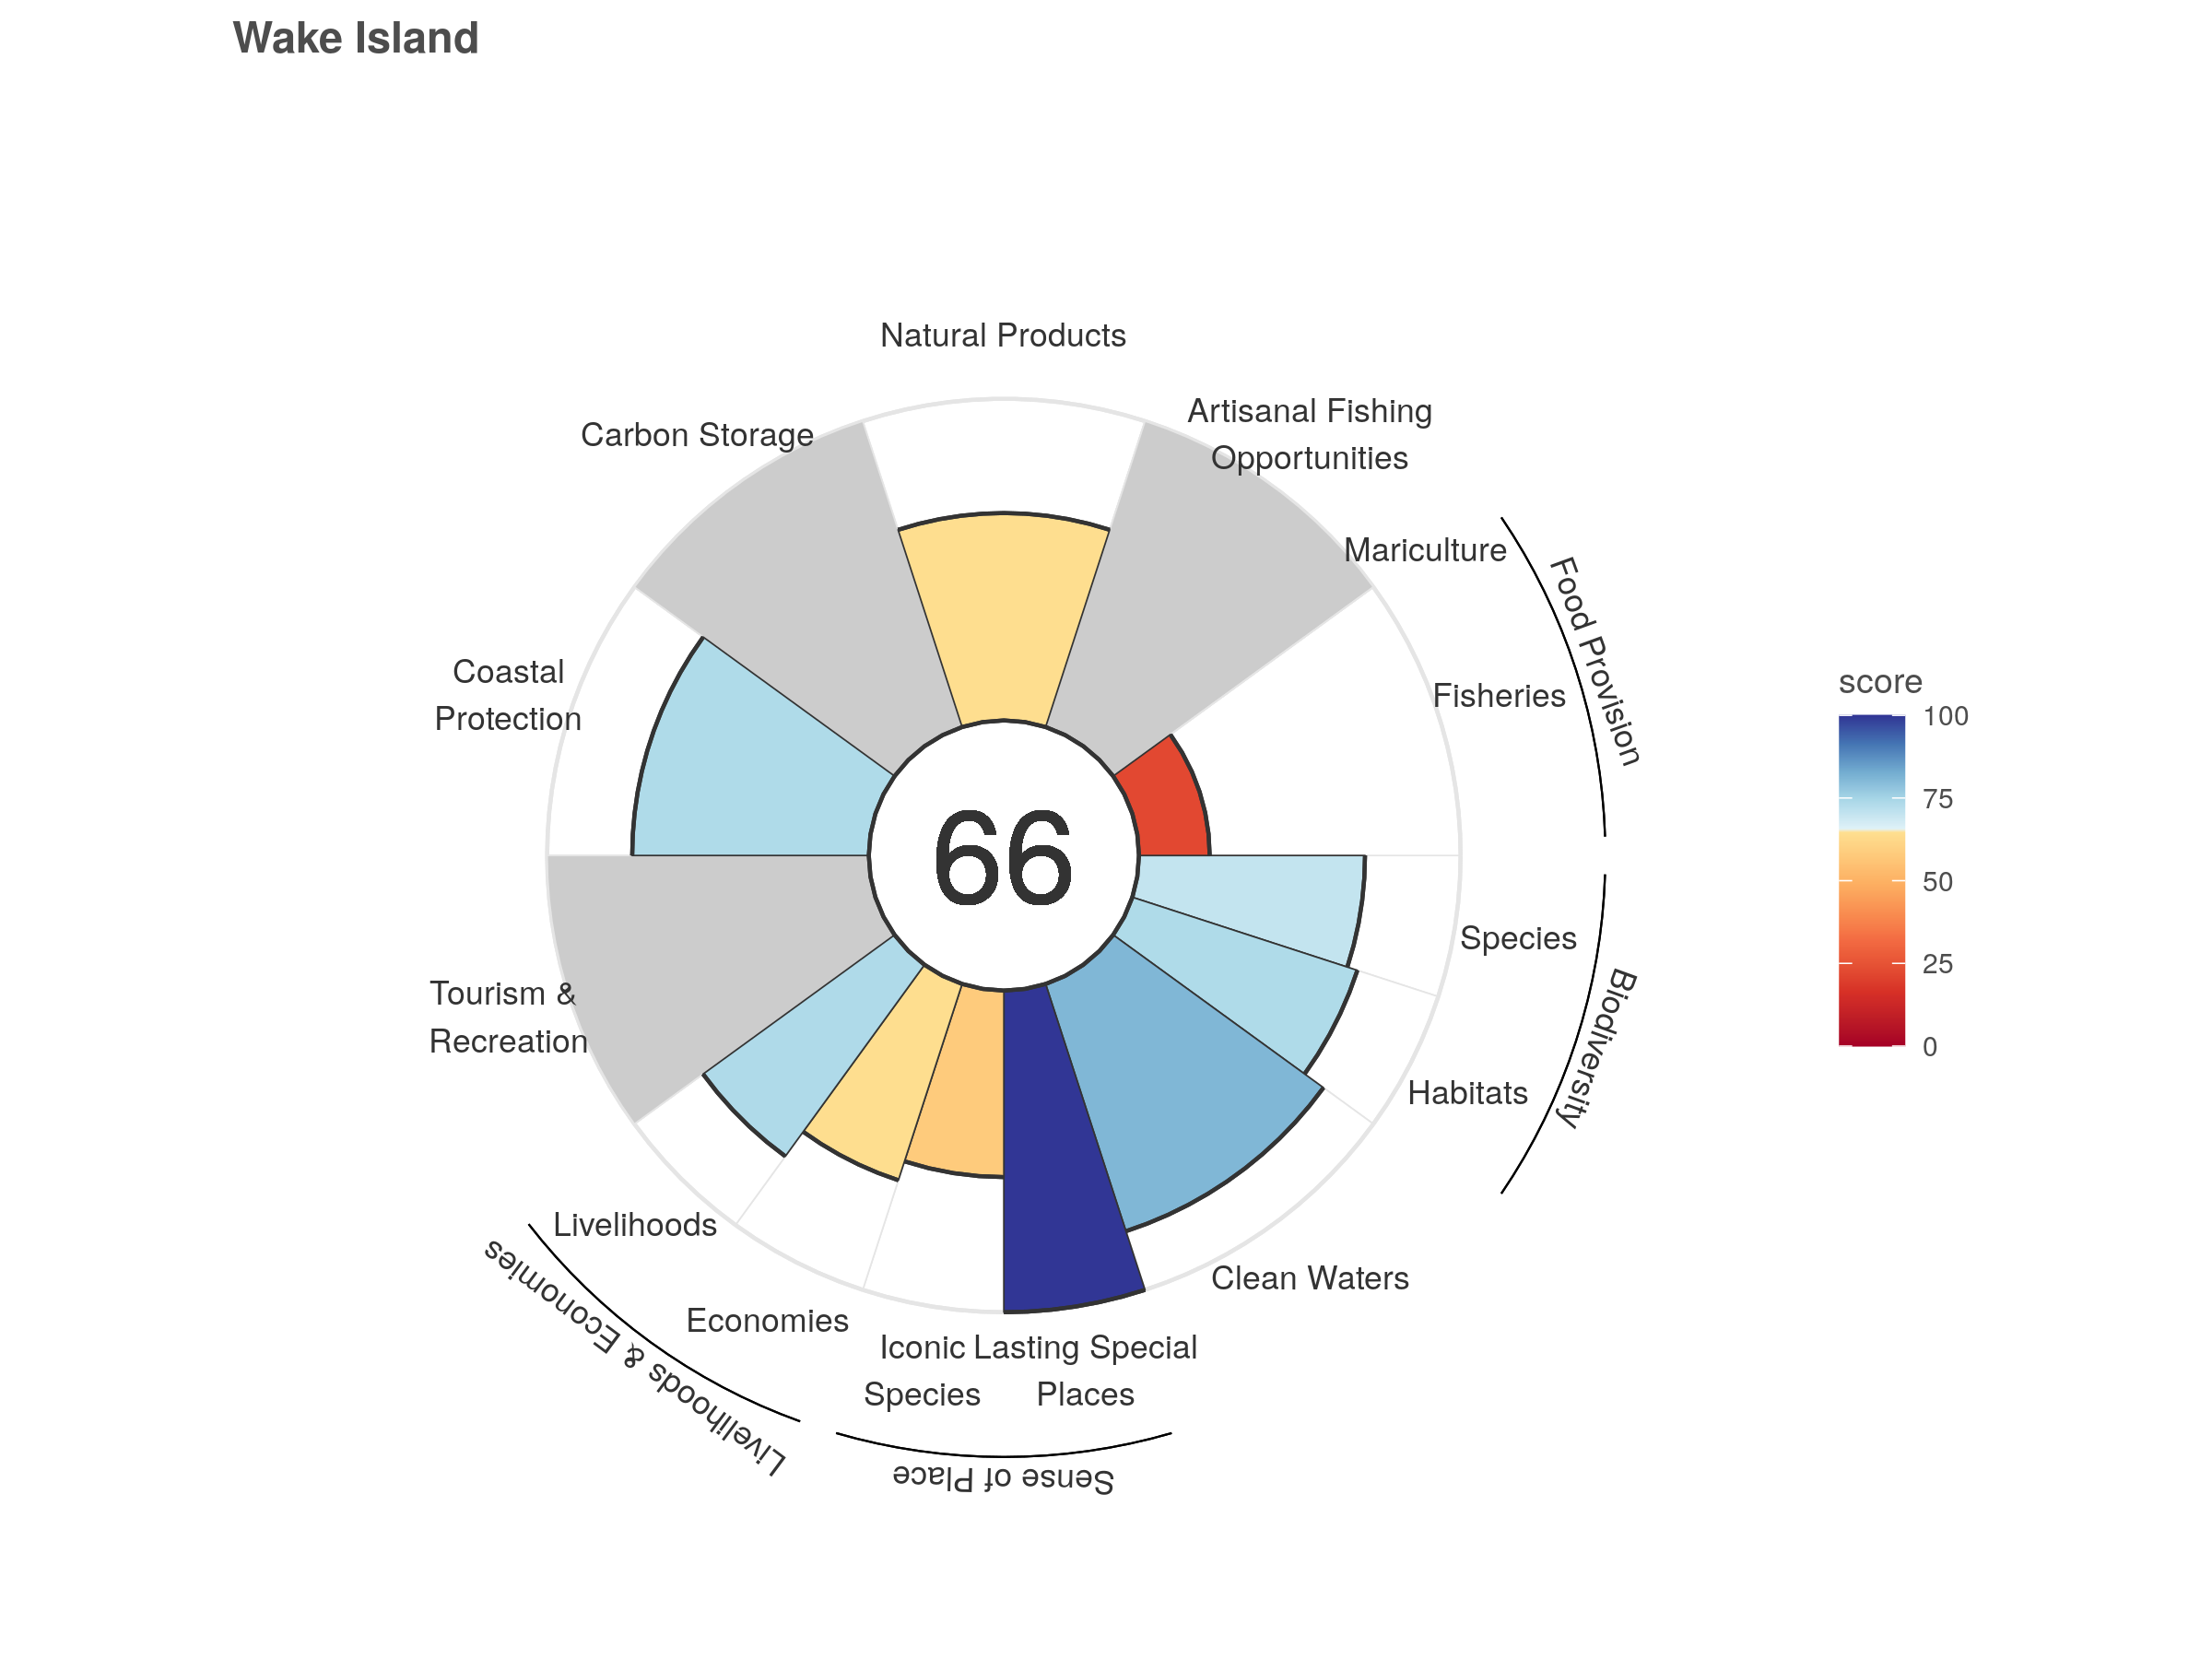 Wake Island
Natural Products
Artisanal Fishing
Opportunities
Carbon Storage
Mariculture
Food Provision
Fisheries
Coastal
Protection
score
100
75
50
25
0
66
Species
Biodiversity
Tourism &
Recreation
Habitats
Livelihoods
Clean Waters
Livelihoods & Economies
Economies
Iconic
Species
Lasting Special
Places
Sense of Place